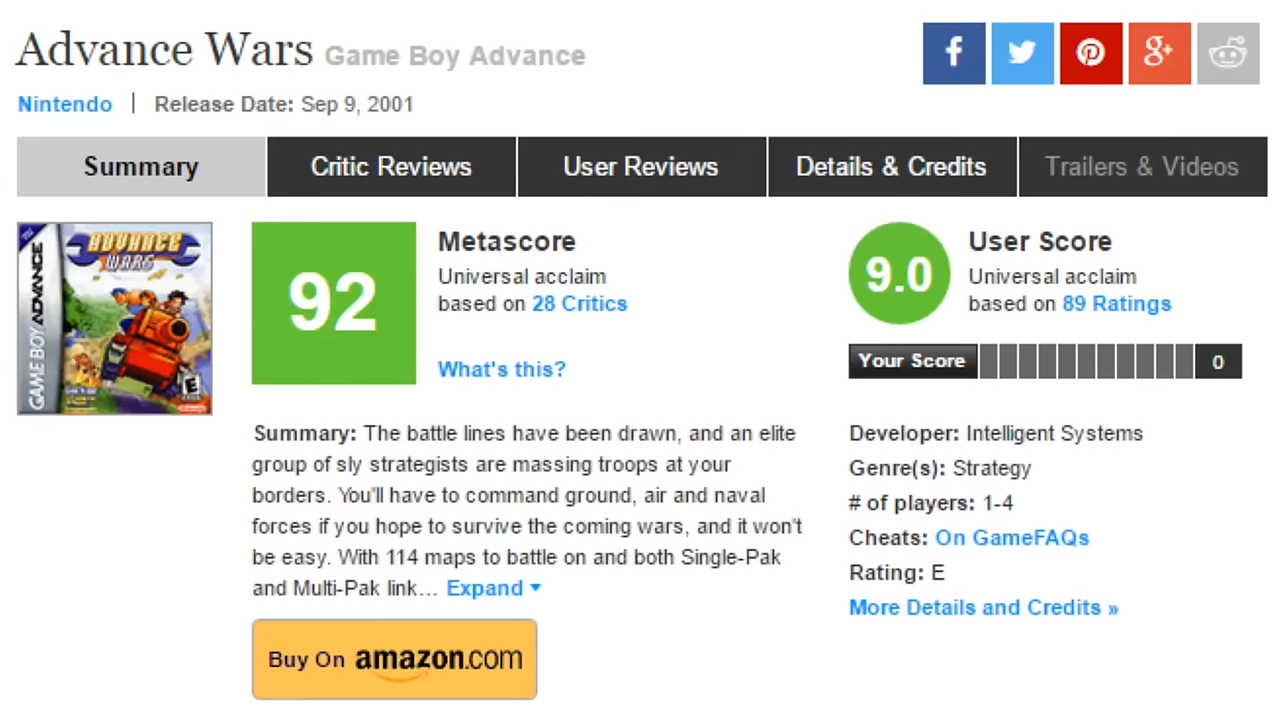 Advance Wars Game Boy Advance
Nintendo | Release Date: Sep 9, 2001
Summary
Critic Reviews
User Reviews
Details & Credits
Trailers & Videos
GAME BOY ADVANCE
ADVANCE
WARS
E
92
Metascore
Universal acclaim
based on 28 Critics
What's this?
9.0
User Score
Universal acclaim
based on 89 Ratings
Your Score
0
Summary: The battle lines have been drawn, and an elite
group of sly strategists are massing troops at your
borders. You'll have to command ground, air and naval
forces if you hope to survive the coming wars, and it won't
be easy. With 114 maps to battle on and both Single-Pak
and Multi-Pak link… Expand
Buy On amazon.com
Developer: Intelligent Systems
Genre(s): Strategy
# of players: 1-4
Cheats: On GameFAQs
Rating: E
More Details and Credits »